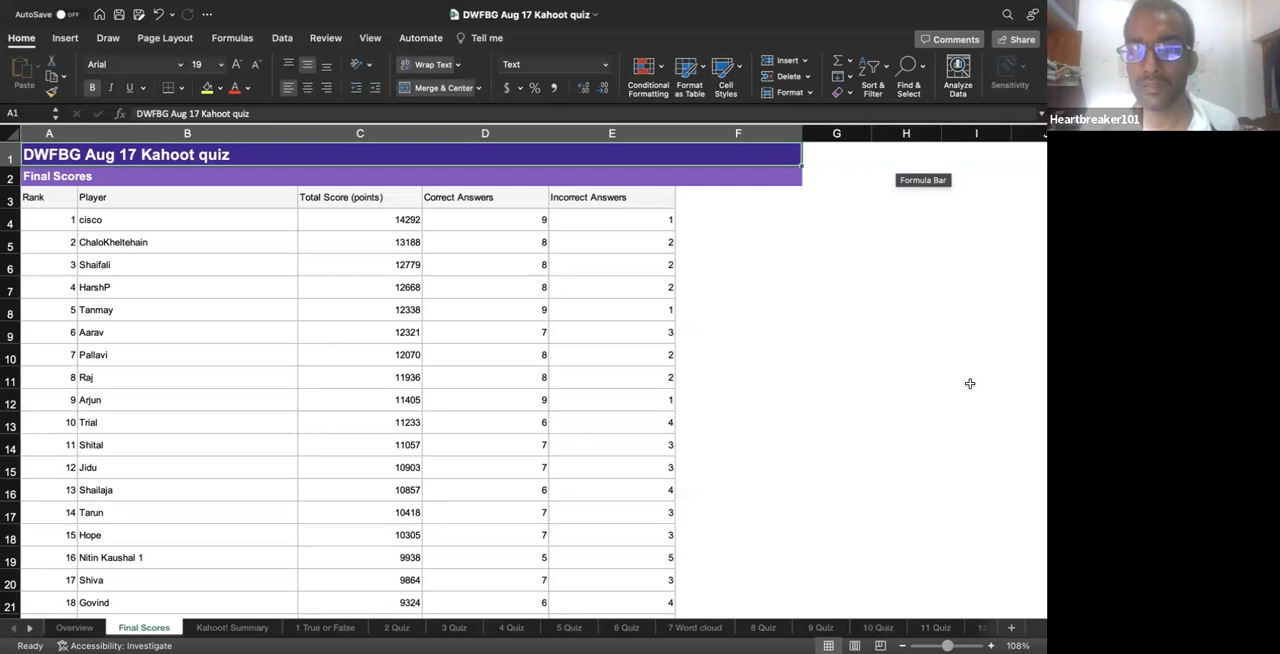 AutoSave OFF DWFBG Aug 17 Kahoot quiz
Home Insert Draw Page Layout Formulas Data Review View Automate Tell me Comments Share
Paste Arial 19 A A Wrap Text Text Insert
B I U A Merge & Center $ % Delete Format
Conditional Formatting Format as Table Cell Styles Sort & Filter Find & Select Analyze Data Sensitivity
A1 fx DWFBG Aug 17 Kahoot quiz
Heartbreaker101
A B C D E F G H I J
1 DWFBG Aug 17 Kahoot quiz
2 Final Scores
Formula Bar
3 Rank Player Total Score (points) Correct Answers Incorrect Answers
4 1 cisco 14292 9 1
5 2 ChaloKheltehain 13188 8 2
6 3 Shaifali 12779 8 2
7 4 HarshP 12668 8 2
8 5 Tanmay 12338 9 1
9 6 Aarav 12321 7 3
10 7 Pallavi 12070 8 2
11 8 Raj 11936 8 2
12 9 Arjun 11405 9 1
13 10 Trial 11233 6 4
14 11 Shital 11057 7 3
15 12 Jidu 10903 7 3
16 13 Shailaja 10857 6 4
17 14 Tarun 10418 7 3
18 15 Hope 10305 7 3
19 16 Nitin Kaushal 1 9938 5 5
20 17 Shiva 9864 7 3
21 18 Govind 9324 6 4
Overview Final Scores Kahoot! Summary 1 True or False 2 Quiz 3 Quiz 4 Quiz 5 Quiz 6 Quiz 7 Word cloud 8 Quiz 9 Quiz 10 Quiz 11 Quiz 12
Ready Accessibility: Investigate 108%